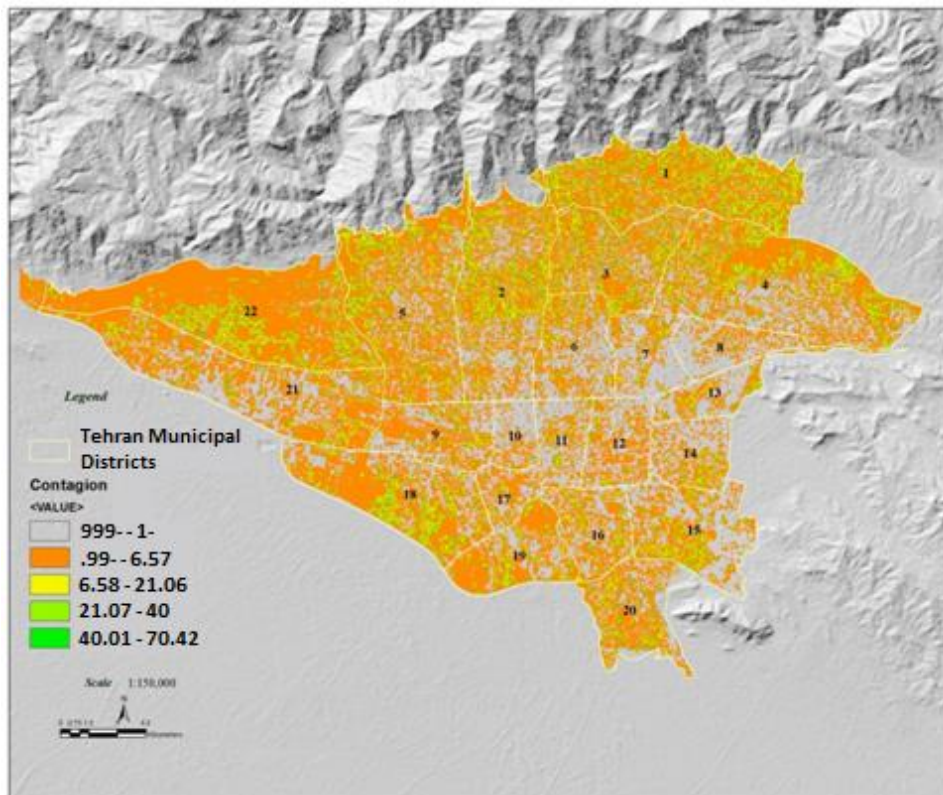 1
3
4
2
5
22
6
7
8
21
13
Legend
Tehran Municipal
Districts
9
10
11
12
14
Contagion
<VALUE>
999- - 1-
.99- - 6.57
6.58 - 21.06
21.07 - 40
40.01 - 70.42
18
17
16
15
19
20
Scale 1:150,000
N